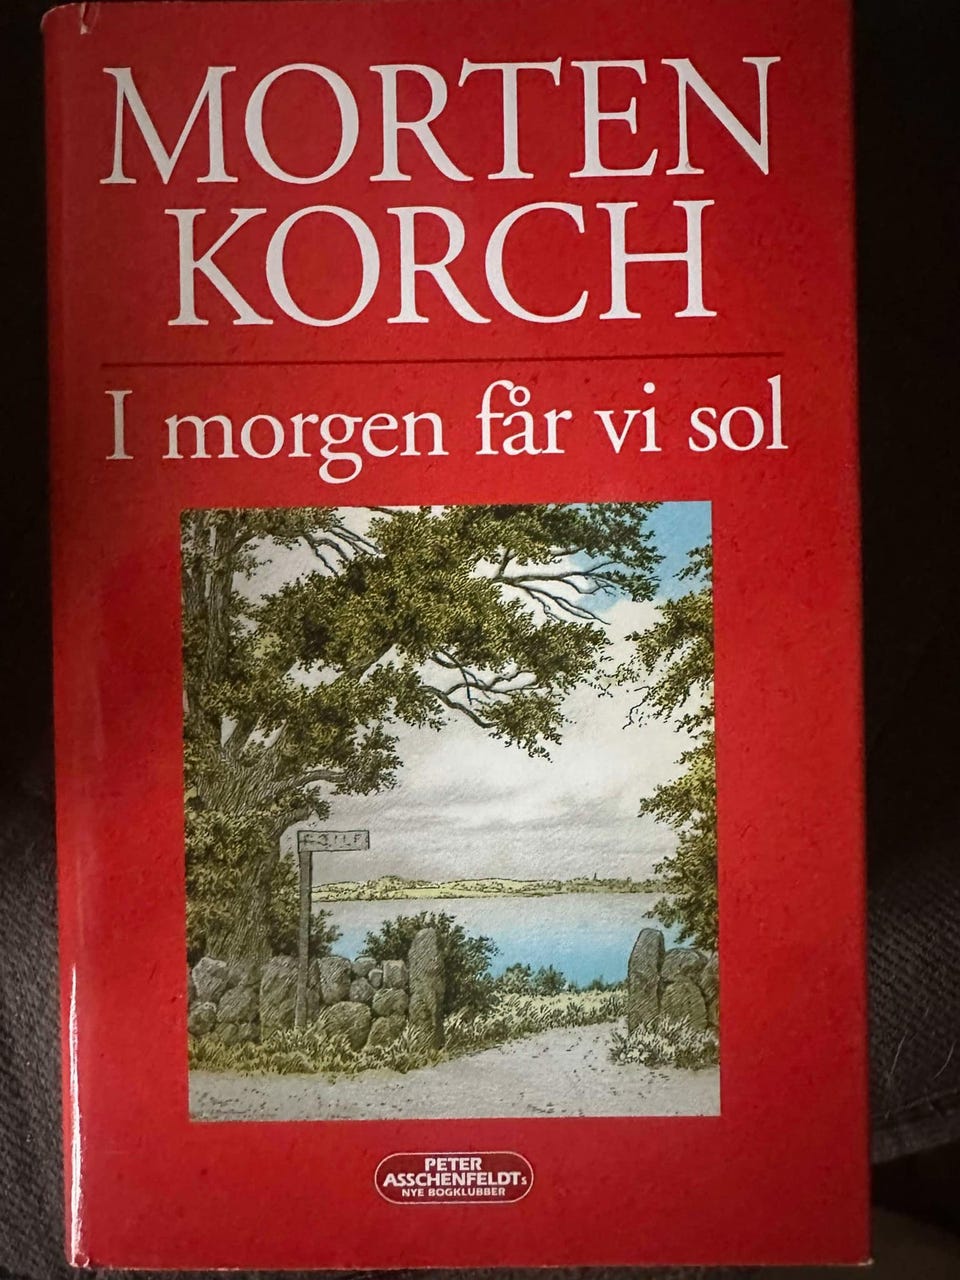 MORTEN
KORCH
I morgen får vi sol
PETER
ASSCHENFELDTs
NYE BOGKLUBBER